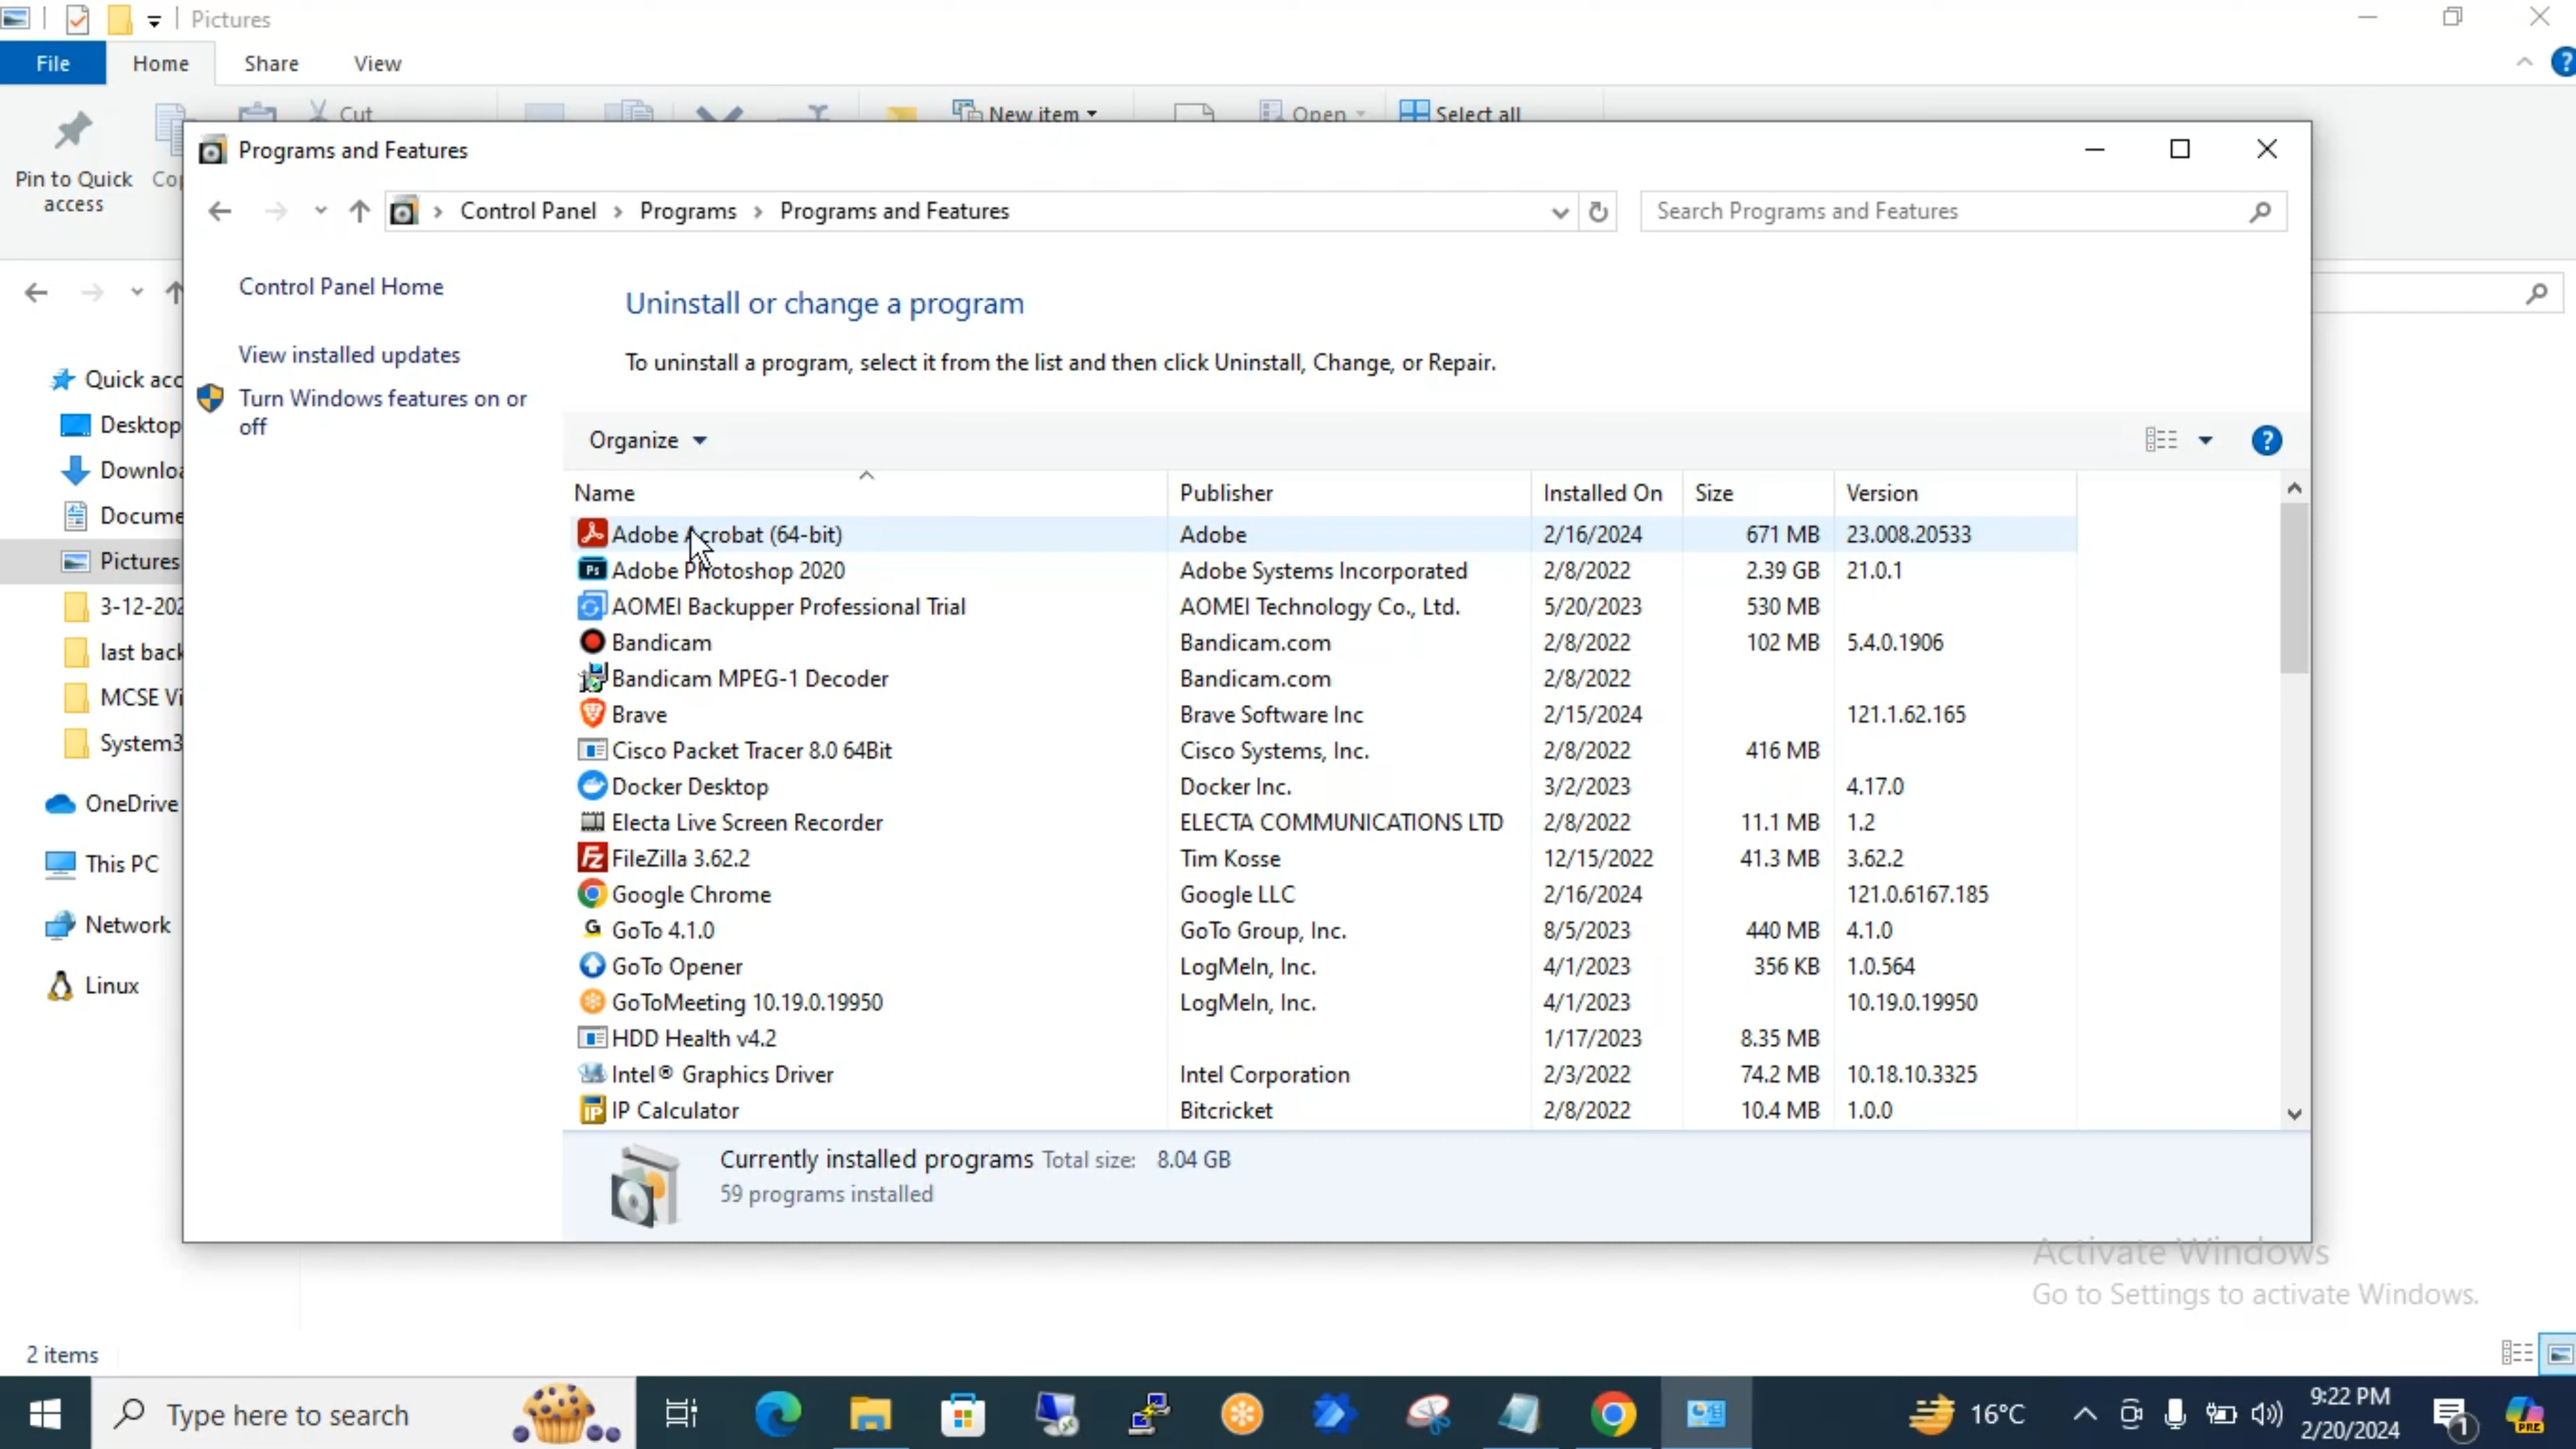 Pictures
File Home Share View
Pin to Quick access
Cut
New item
Open
Select all
Programs and Features
Control Panel > Programs > Programs and Features
Search Programs and Features
Control Panel Home
View installed updates
Turn Windows features on or
off
Uninstall or change a program
To uninstall a program, select it from the list and then click Uninstall, Change, or Repair.
Organize
Name Publisher Installed On Size Version
Adobe Acrobat (64-bit) Adobe 2/16/2024 671 MB 23.008.20533
Adobe Photoshop 2020 Adobe Systems Incorporated 2/8/2022 2.39 GB 21.0.1
AOMEI Backupper Professional Trial AOMEI Technology Co., Ltd. 5/20/2023 530 MB
Bandicam Bandicam.com 2/8/2022 102 MB 5.4.0.1906
Bandicam MPEG-1 Decoder Bandicam.com 2/8/2022
Brave Brave Software Inc 2/15/2024 121.1.62.165
Cisco Packet Tracer 8.0 64Bit Cisco Systems, Inc. 2/8/2022 416 MB
Docker Desktop Docker Inc. 3/2/2023 4.17.0
Electa Live Screen Recorder ELECTA COMMUNICATIONS LTD 2/8/2022 11.1 MB 1.2
FileZilla 3.62.2 Tim Kosse 12/15/2022 41.3 MB 3.62.2
Google Chrome Google LLC 2/16/2024 121.0.6167.185
GoTo 4.1.0 GoTo Group, Inc. 8/5/2023 440 MB 4.1.0
GoTo Opener LogMeIn, Inc. 4/1/2023 356 KB 1.0.564
GoToMeeting 10.19.0.19950 LogMeIn, Inc. 4/1/2023 10.19.0.19950
HDD Health v4.2 1/17/2023 8.35 MB
Intel® Graphics Driver Intel Corporation 2/3/2022 74.2 MB 10.18.10.3325
IP Calculator Bitcricket 2/8/2022 10.4 MB 1.0.0
Currently installed programs Total size: 8.04 GB
59 programs installed
Quick acc
Desktop
Downloa
Docume
Pictures
3-12-202
last back
MCSE Vi
System3
OneDrive
This PC
Network
Linux
Activate Windows
Go to Settings to activate Windows.
2 items
Type here to search
16°C
9:22 PM
2/20/2024
1
PRE